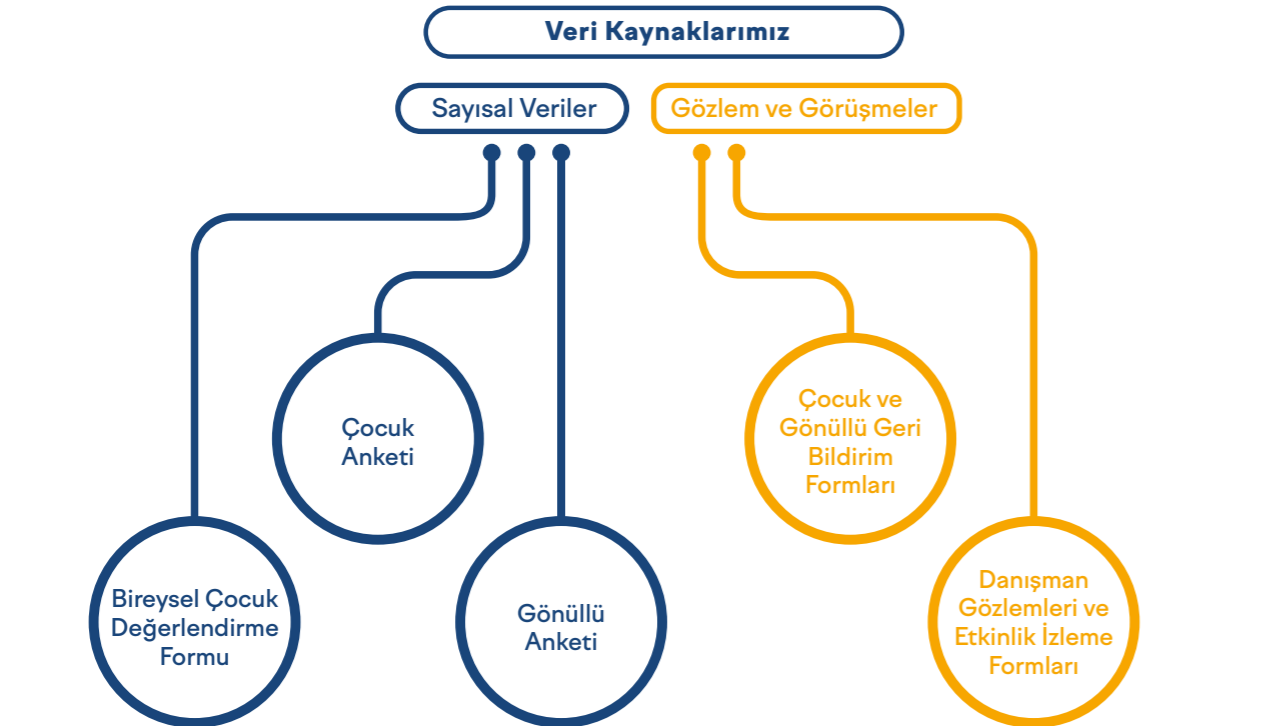 Veri Kaynaklarımız
Sayısal Veriler
Gözlem ve Görüşmeler
Bireysel Çocuk
Değerlendirme
Formu
Çocuk
Anketi
Gönüllü
Anketi
Çocuk ve
Gönüllü Geri
Bildirim
Formları
Danışman
Gözlemleri ve
Etkinlik İzleme
Formları